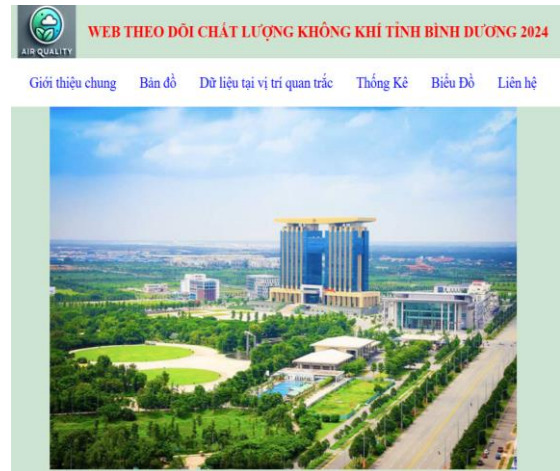 AIR QUALITY
WEB THEO DÕI CHẤT LƯỢNG KHÔNG KHÍ TỈNH BÌNH DƯƠNG 2024
Giới thiệu chung Bản đồ Dữ liệu tại vị trí quan trắc Thống Kê Biểu Đồ Liên hệ